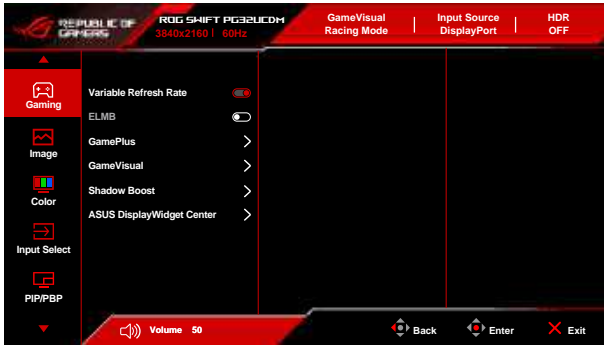 REPUBLIC OF
GAMERS
ROG SWIFT PG32UCDM
3840x2160 | 60Hz
GameVisual
Racing Mode
Input Source
DisplayPort
HDR
OFF
Gaming
Image
Color
Input Select
PIP/PBP
Variable Refresh Rate
ELMB
GamePlus
GameVisual
Shadow Boost
ASUS DisplayWidget Center
Volume 50
Back
Enter
Exit